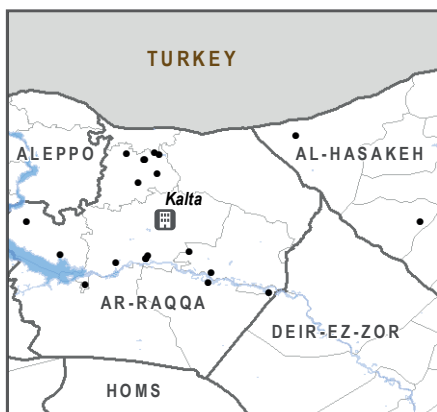 TURKEY
ALEPPO
AL-HASAKEH
Kalta
AR-RAQQA
DEIR-EZ-ZOR
HOMS